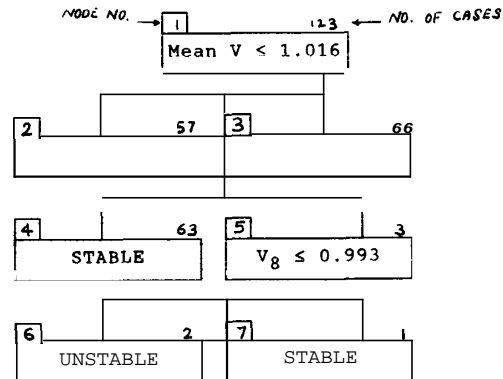 NODE NO. 1 123 NO. OF CASES
Mean V ≤ 1.016
2 57 3 66
4 63 5 3
STABLE V8 ≤ 0.993
6 2 7 1
UNSTABLE STABLE